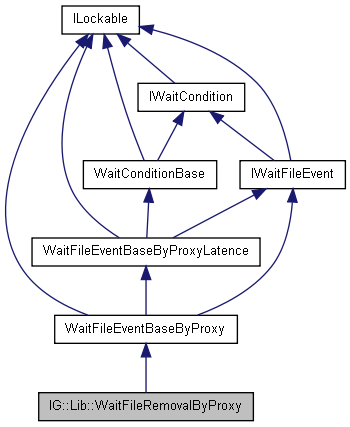 ILockable
IWaitCondition
WaitConditionBase
IWaitFileEvent
WaitFileEventBaseByProxyLatence
WaitFileEventBaseByProxy
IG::Lib::WaitFileRemovalByProxy